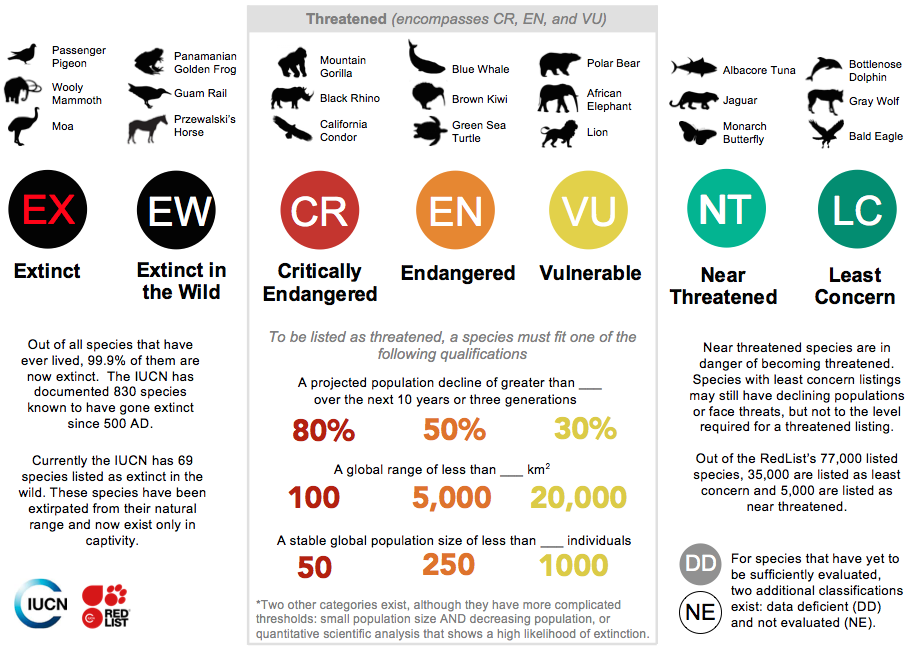 Threatened (encompasses CR, EN, and VU)
Passenger
Pigeon
Wooly
Mammoth
Moa
Panamanian
Golden Frog
Guam Rail
Przewalski's
Horse
Mountain
Gorilla
Black Rhino
California
Condor
Blue Whale
Brown Kiwi
Green Sea
Turtle
Polar Bear
African
Elephant
Lion
Albacore Tuna
Jaguar
Monarch
Butterfly
Bottlenose
Dolphin
Gray Wolf
Bald Eagle
EX
EW
CR
EN
VU
NT
LC
Extinct
Extinct in
the Wild
Critically
Endangered
Endangered
Vulnerable
Near
Threatened
Least
Concern
Out of all species that have
ever lived, 99.9% of them are
now extinct. The IUCN has
documented 830 species
known to have gone extinct
since 500 AD.
Currently the IUCN has 69
species listed as extinct in the
wild. These species have been
extirpated from their natural
range and now exist only in
captivity.
IUCN
RED
LIST
To be listed as threatened, a species must fit one of the
following qualifications
A projected population decline of greater than ___
over the next 10 years or three generations
80% 50% 30%
A global range of less than ___ km²
100 5,000 20,000
A stable global population size of less than ___ individuals
50 250 1000
*Two other categories exist, although they have more complicated
thresholds: small population size AND decreasing population, or
quantitative scientific analysis that shows a high likelihood of extinction.
Near threatened species are in
danger of becoming threatened.
Species with least concern listings
may still have declining populations
or face threats, but not to the level
required for a threatened listing.
Out of the RedList's 77,000 listed
species, 35,000 are listed as least
concern and 5,000 are listed as
near threatened.
DD
NE
For species that have yet to
be sufficiently evaluated,
two additional classifications
exist: data deficient (DD)
and not evaluated (NE).